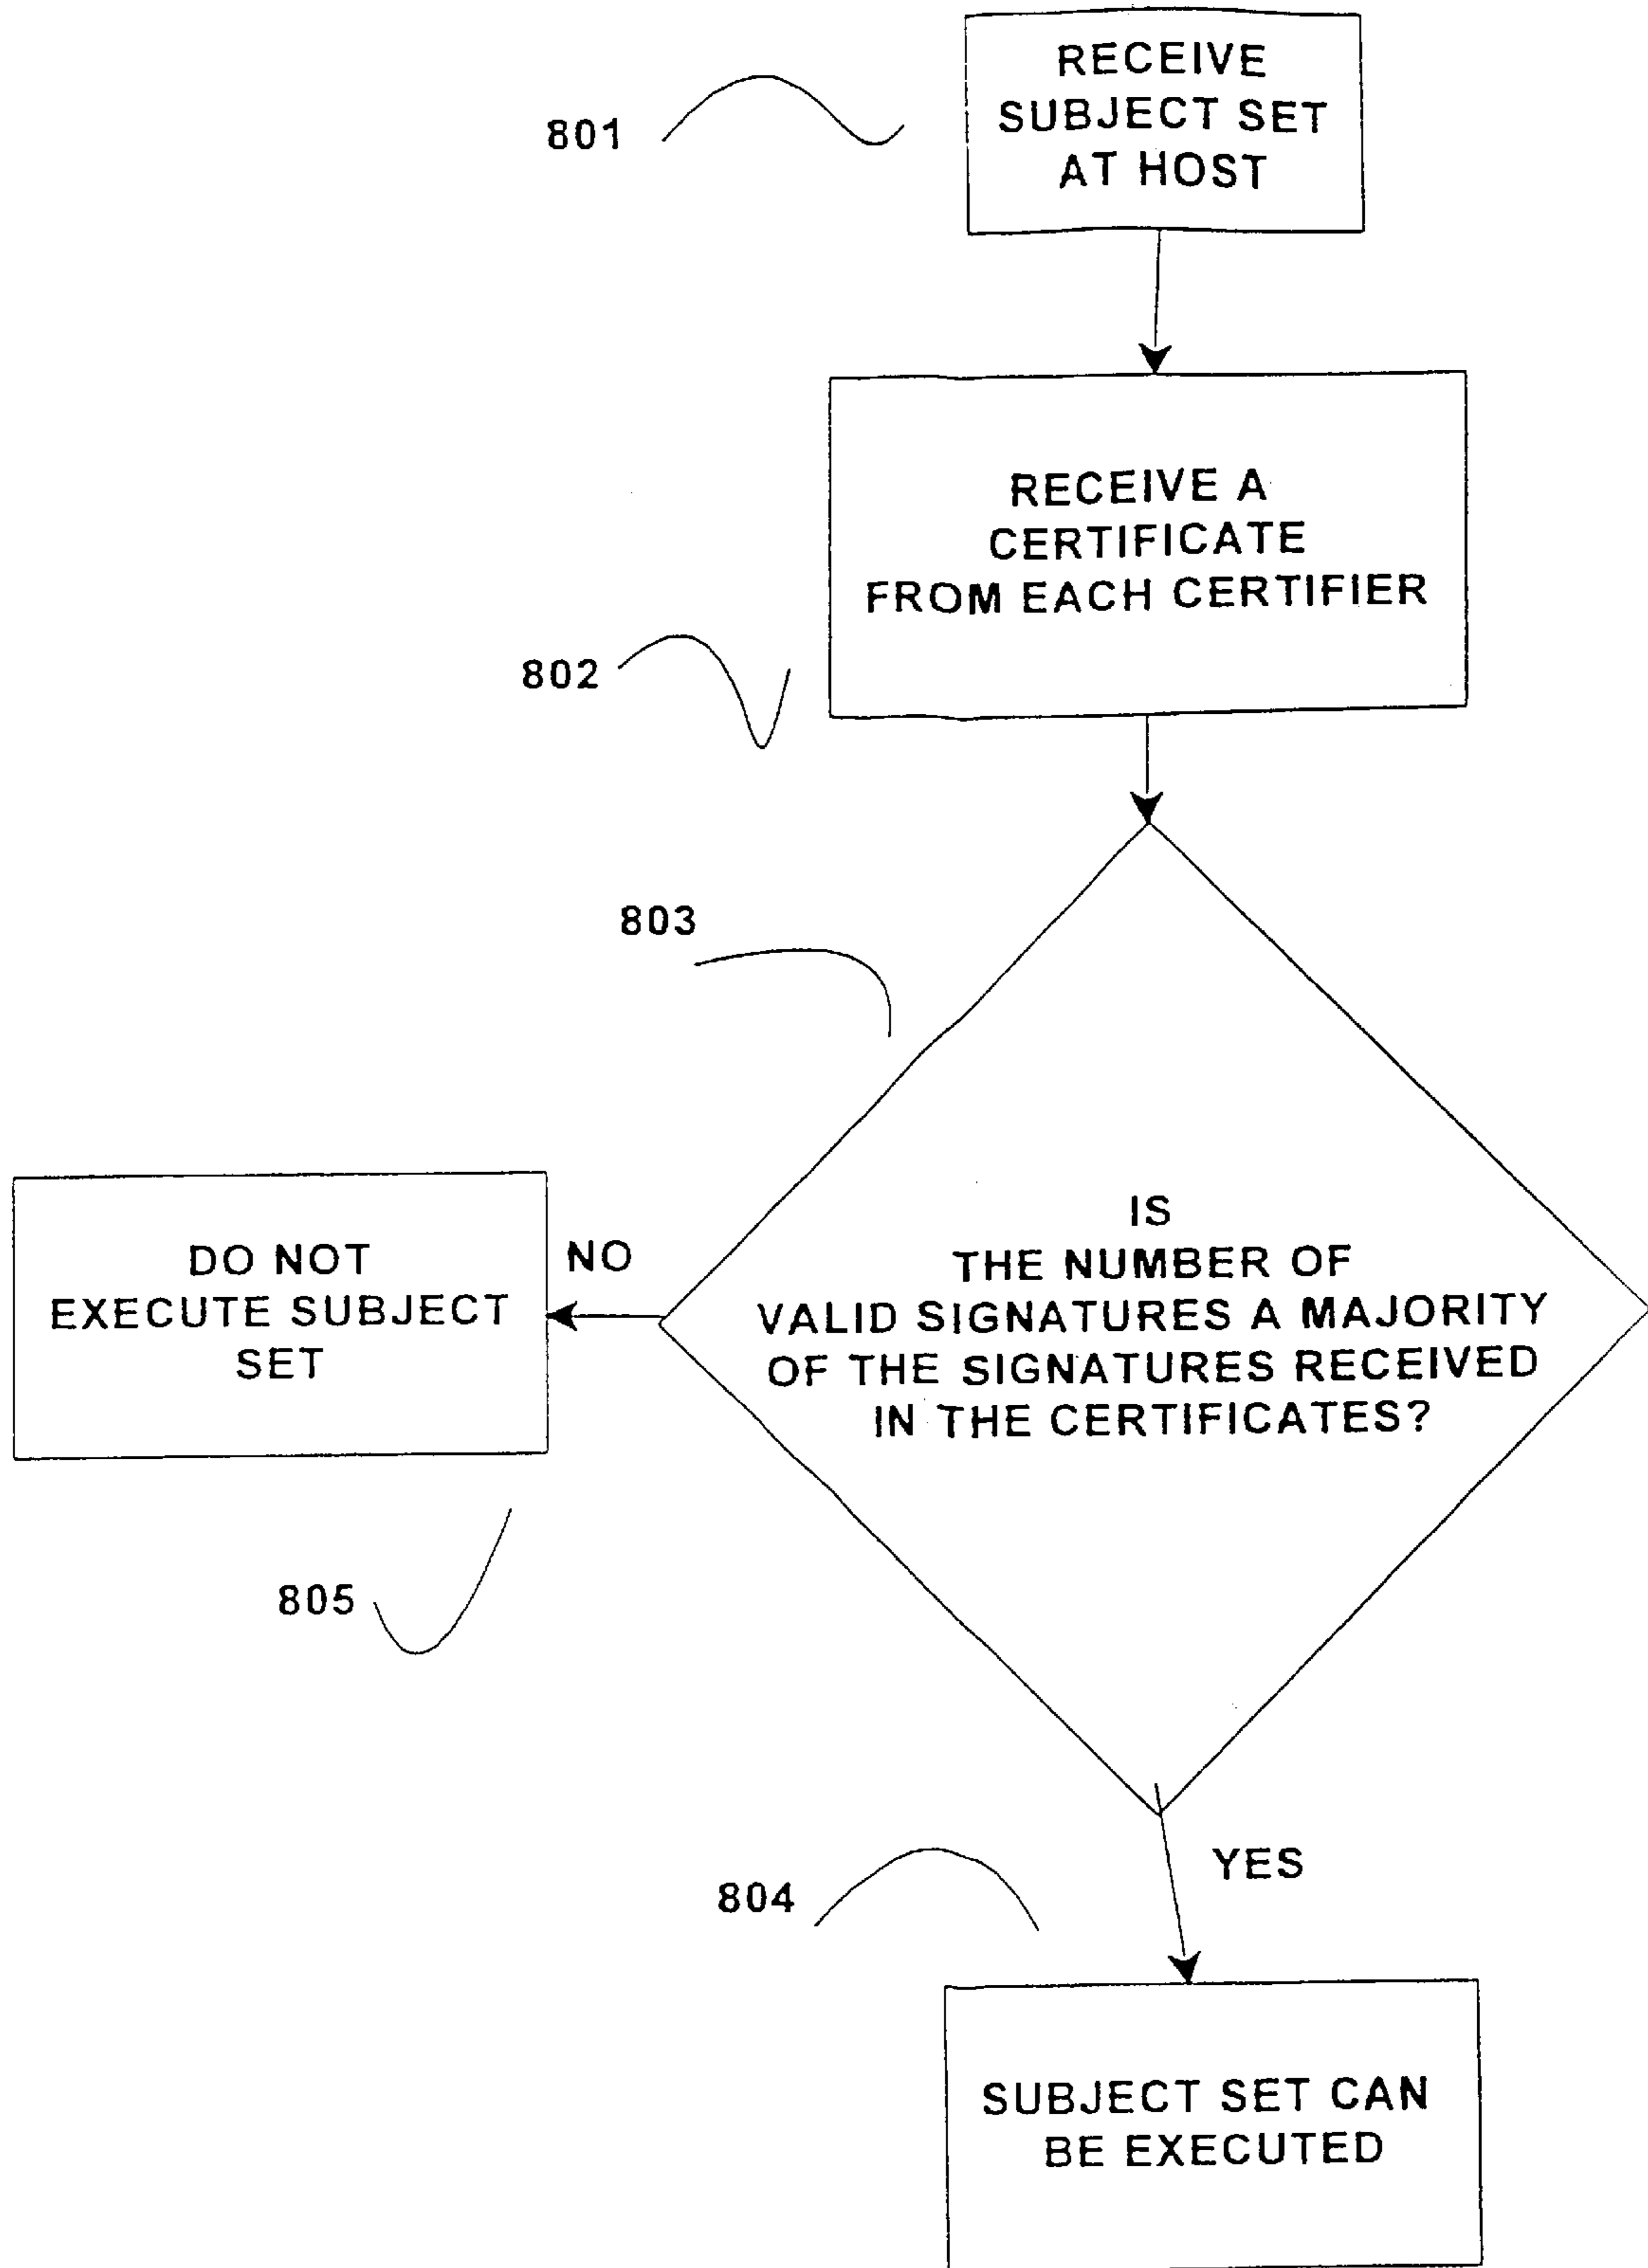 RECEIVE
SUBJECT SET
AT HOST
801
RECEIVE A
CERTIFICATE
FROM EACH CERTIFIER
802
803
IS
THE NUMBER OF
VALID SIGNATURES A MAJORITY
OF THE SIGNATURES RECEIVED
IN THE CERTIFICATES?
NO
DO NOT
EXECUTE SUBJECT
SET
805
YES
804
SUBJECT SET CAN
BE EXECUTED